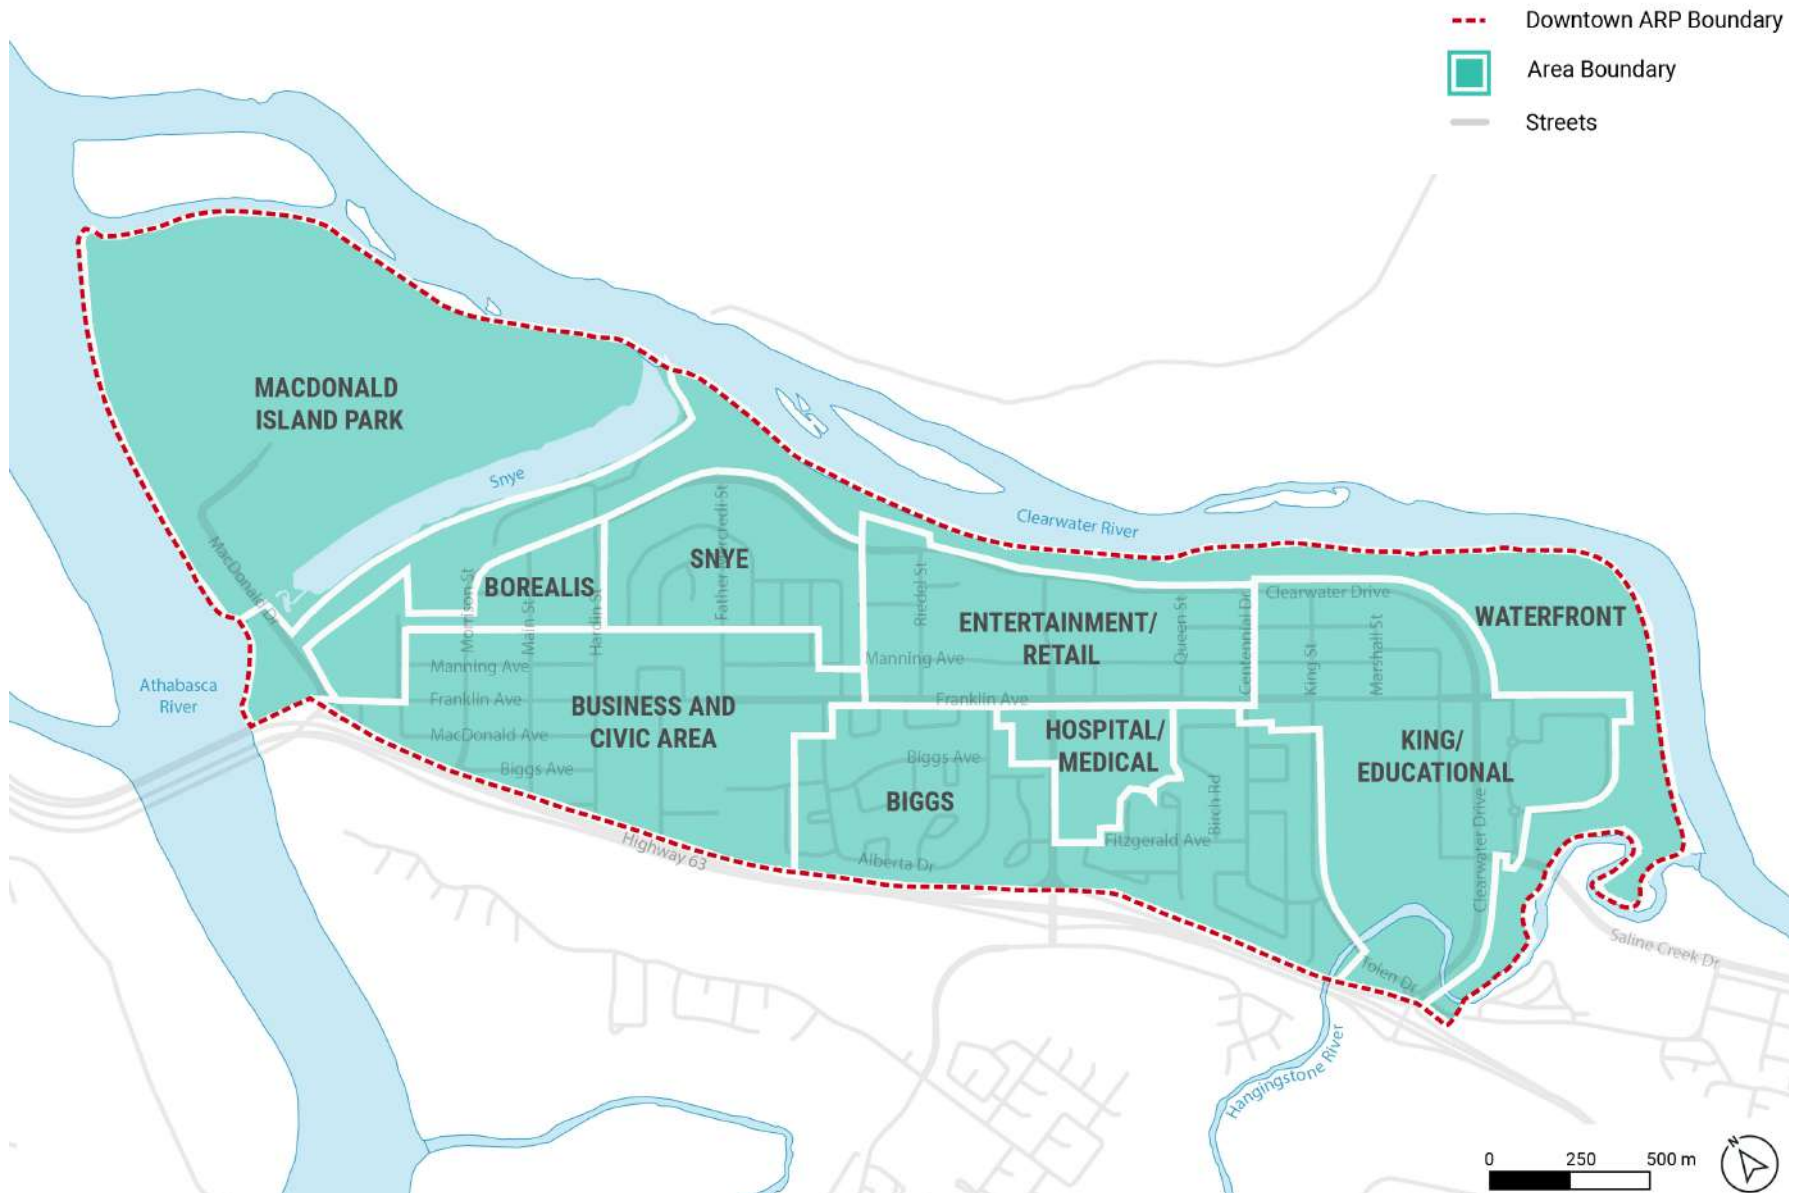 Downtown ARP Boundary
Area Boundary
Streets
MACDONALD
ISLAND PARK
Snye
Clearwater River
MacDonald Dr
Athabasca
River
Morrison St
Main St
Hardin St
Father Mercredi St
BOREALIS
SNYE
Riedel St
ENTERTAINMENT/
RETAIL
Queen St
Centennial Dr
Clearwater Drive
King St
Marshall St
WATERFRONT
Manning Ave
Manning Ave
Franklin Ave
Franklin Ave
BUSINESS AND
CIVIC AREA
MacDonald Ave
Biggs Ave
Biggs Ave
BIGGS
HOSPITAL/
MEDICAL
KING/
EDUCATIONAL
Birch Rd
Fitzgerald Ave
Clearwater Drive
Highway 63
Alberta Dr
Tolen Dr
Saline Creek Dr
Hangingstone River
0 250 500 m
N